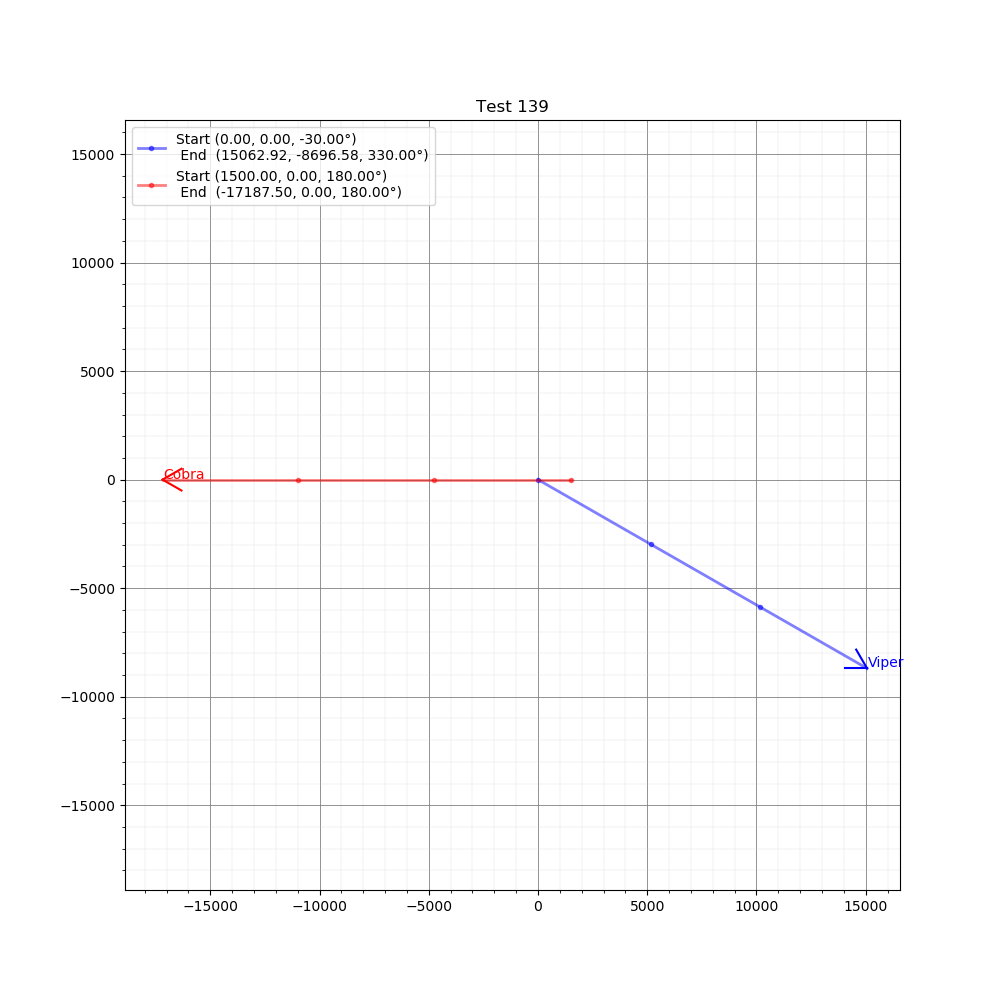 Test 139
Start (0.00, 0.00, -30.00°)
End  (15062.92, -8696.58, 330.00°)
Start (1500.00, 0.00, 180.00°)
End  (-17187.50, 0.00, 180.00°)
15000
10000
5000
0
−5000
−10000
−15000
Cobra
Viper
−15000 −10000 −5000 0 5000 10000 15000